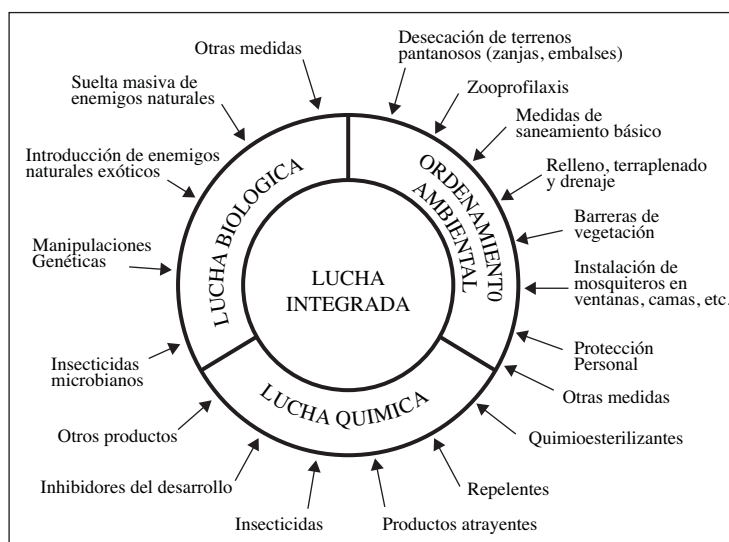 Otras medidas
Suelta masiva de
enemigos naturales
Introducción de enemigos
naturales exóticos
Manipulaciones
Genéticas
Insecticidas
microbianos
Otros productos
Inhibidores del desarrollo
Insecticidas
Productos atrayentes
Repelentes
Quimioesterilizantes
Desecación de terrenos
pantanosos (zanjas, embalses)
Zooprofilaxis
Medidas de
saneamiento básico
Relleno, terraplenado
y drenaje
Barreras de
vegetación
Instalación de
mosquiteros en
ventanas, camas, etc.
Protección
Personal
Otras medidas
LUCHA BIOLOGICA
ORDENAMIENT0
AMBIENTAL
LUCHA QUIMICA
LUCHA
INTEGRADA